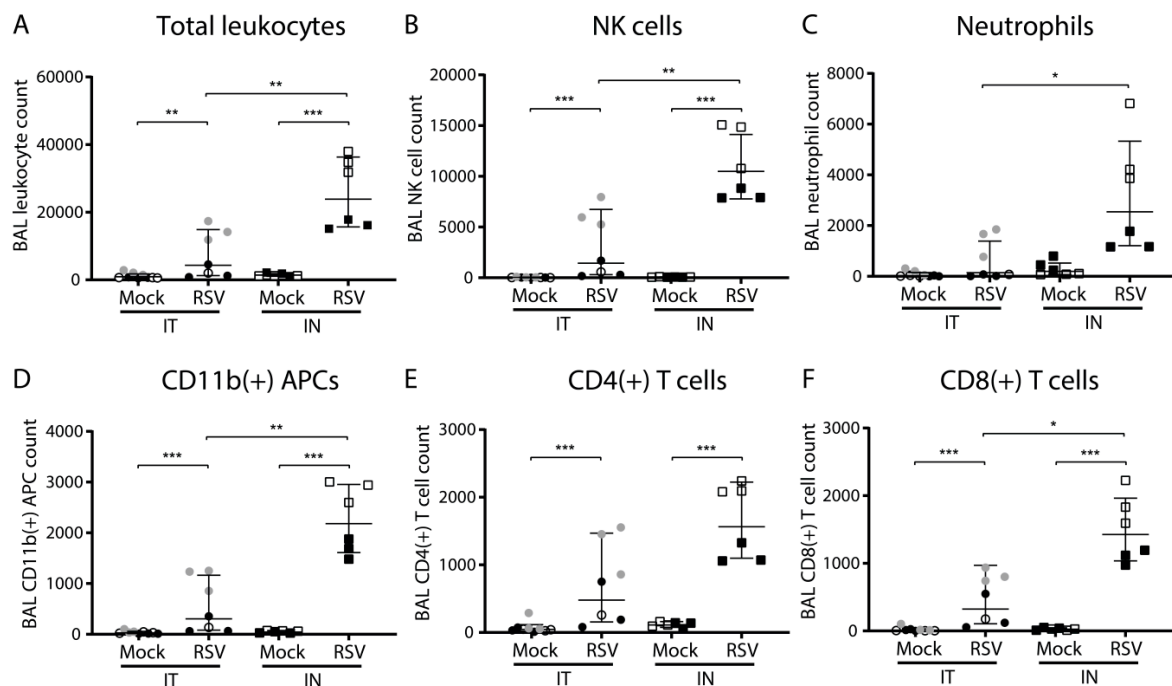 A Total leukocytes
BAL leukocyte count
60000
40000
20000
0
** ** ***
Mock RSV Mock RSV
IT IN
B NK cells
BAL NK cell count
20000
15000
10000
5000
0
*** ** ***
Mock RSV Mock RSV
IT IN
C Neutrophils
BAL neutrophil count
8000
6000
4000
2000
0
*
Mock RSV Mock RSV
IT IN
D CD11b(+) APCs
BAL CD11b(+) APC count
4000
3000
2000
1000
0
*** ** ***
Mock RSV Mock RSV
IT IN
E CD4(+) T cells
BAL CD4(+) T cell count
3000
2000
1000
0
*** ***
Mock RSV Mock RSV
IT IN
F CD8(+) T cells
BAL CD8(+) T cell count
3000
2000
1000
0
*** * ***
Mock RSV Mock RSV
IT IN